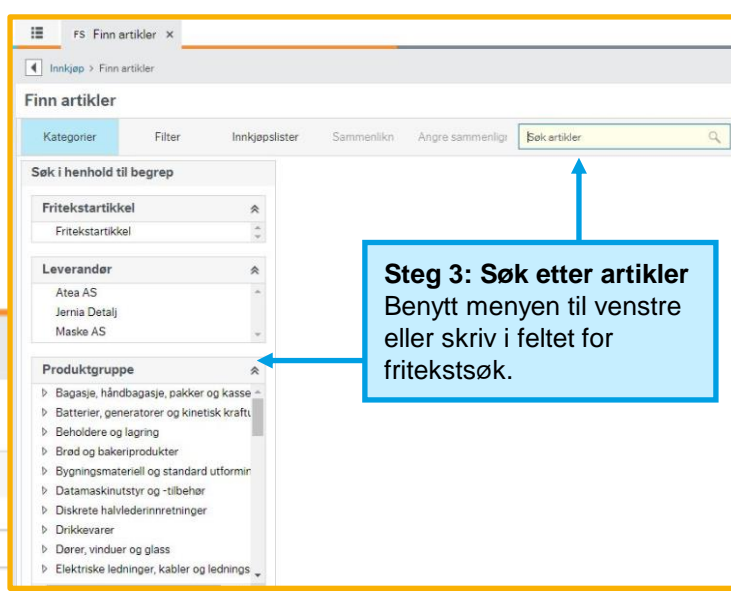 FS Finn artikler ×
Innkjøp > Finn artikler
Finn artikler
Kategorier Filter Innkjøpslister Sammenlikn Angre sammenlig Søk artikler
Søk i henhold til begrep
Fritekstartikkel
Fritekstartikkel
Leverandør
Atea AS
Jernia Detalj
Maske AS
Produktgruppe
Bagasje, håndbagasje, pakker og kasse
Batterier, generatorer og kinetisk kraftu
Beholdere og lagring
Brød og bakeriprodukter
Bygningsmateriell og standard utformin
Datamaskinutstyr og -tilbehør
Diskrete halvlederinnretninger
Drikkevarer
Dører, vinduer og glass
Elektriske ledninger, kabler og lednings
Steg 3: Søk etter artikler
Benytt menyen til venstre
eller skriv i feltet for
fritekstsøk.